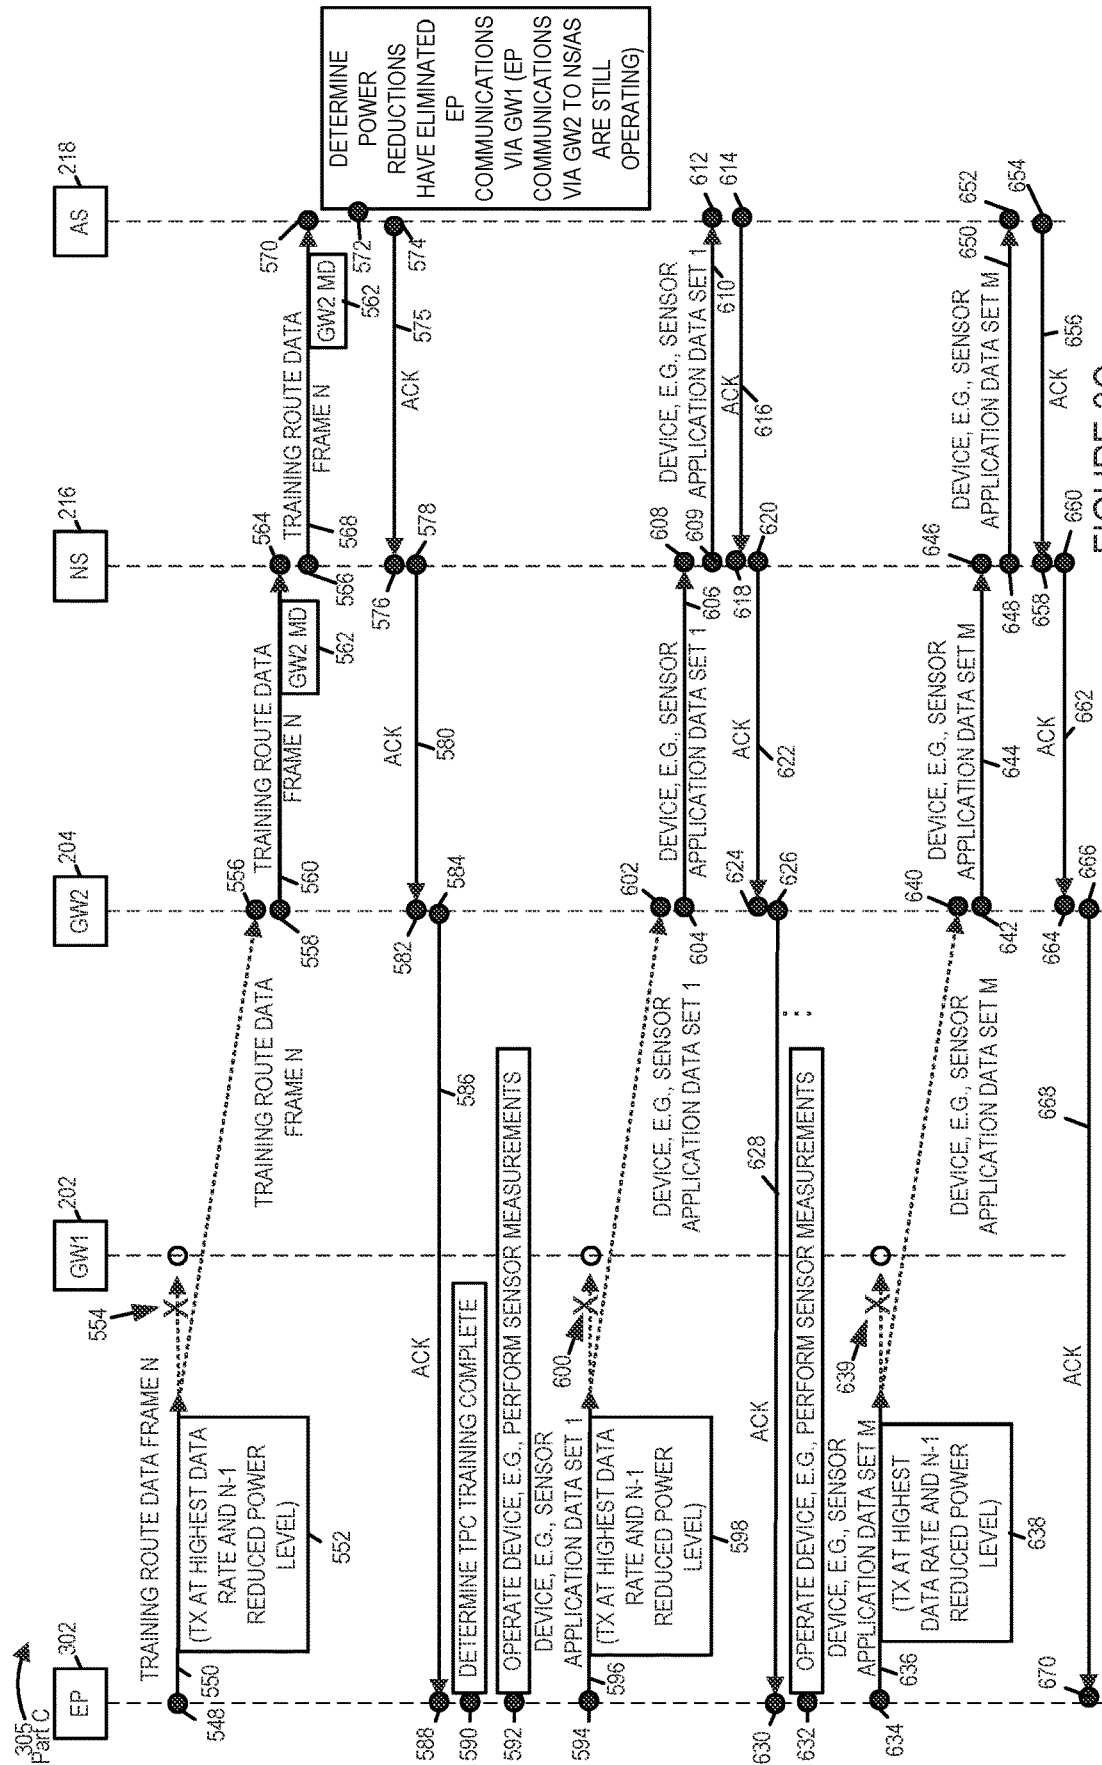 305
Part C
EP
302
GW1
202
GW2
204
NS
216
AS
218
TRAINING ROUTE DATA FRAME N
548
550
(TX AT HIGHEST DATA
RATE AND N-1
REDUCED POWER
LEVEL)
552
554
TRAINING ROUTE DATA
FRAME N
556
558
560
TRAINING ROUTE DATA
FRAME N
GW2 MD
562
564
566
568
TRAINING ROUTE DATA
FRAME N
GW2 MD
562
570
572
574
DETERMINE
POWER
REDUCTIONS
HAVE ELIMINATED
EP
COMMUNICATIONS
VIA GW1 (EP
COMMUNICATIONS
VIA GW2 TO NS/AS
ARE STILL
OPERATING)
575
ACK
576
578
ACK
580
582
584
586
ACK
588
590
DETERMINE TPC TRAINING COMPLETE
592
OPERATE DEVICE, E.G., PERFORM SENSOR MEASUREMENTS
DEVICE, E.G., SENSOR
APPLICATION DATA SET 1
594
596
(TX AT HIGHEST DATA
RATE AND N-1
REDUCED POWER
LEVEL)
598
600
DEVICE, E.G., SENSOR
APPLICATION DATA SET 1
602
604
DEVICE, E.G., SENSOR
APPLICATION DATA SET 1
606
608
609
DEVICE, E.G., SENSOR
APPLICATION DATA SET 1
610
612
614
ACK
616
618
620
ACK
622
624
626
628
ACK
630
632
OPERATE DEVICE, E.G., PERFORM SENSOR MEASUREMENTS
DEVICE, E.G., SENSOR
APPLICATION DATA SET M
634
636
(TX AT HIGHEST
DATA RATE AND N-1
REDUCED POWER
LEVEL)
638
639
DEVICE, E.G., SENSOR
APPLICATION DATA SET M
640
642
DEVICE, E.G., SENSOR
APPLICATION DATA SET M
644
646
648
DEVICE, E.G., SENSOR
APPLICATION DATA SET M
650
652
654
656
ACK
658
660
ACK
662
664
666
668
ACK
670